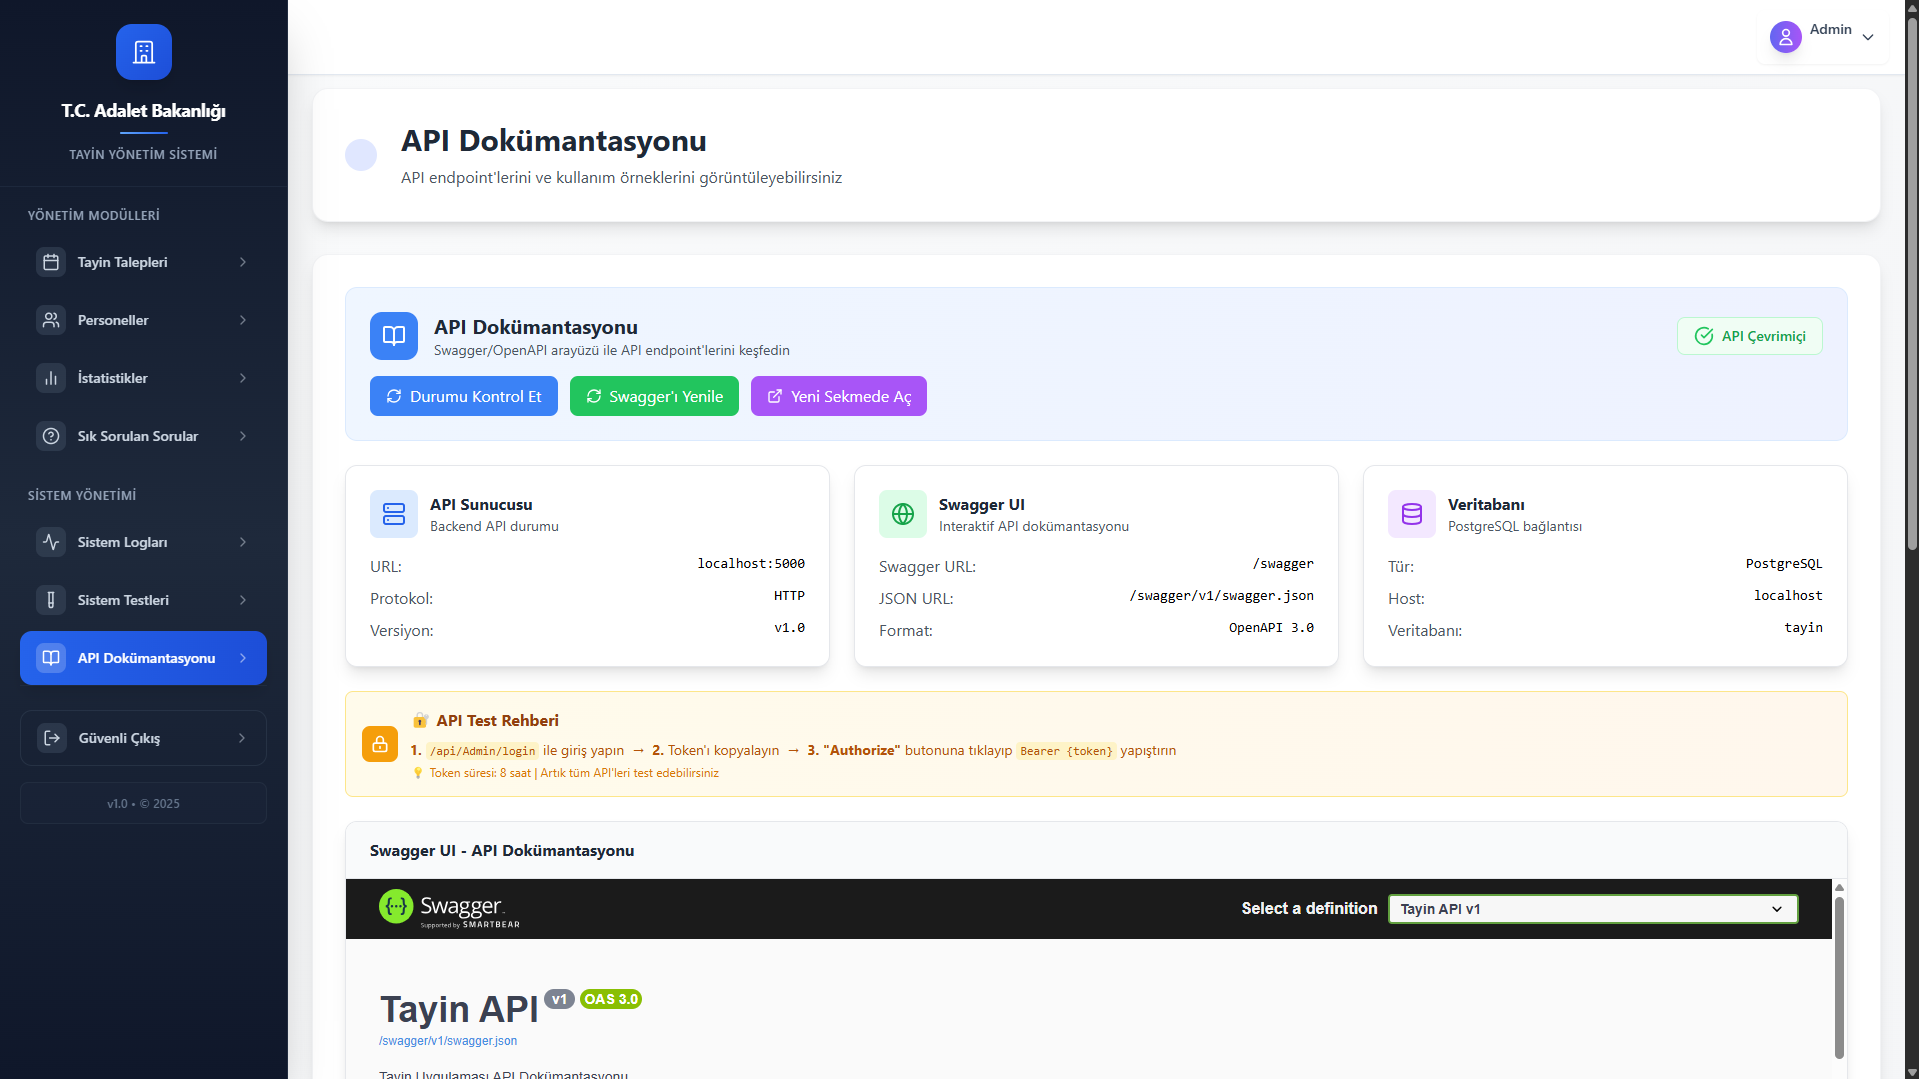 T.C. Adalet Bakanlığı
TAYİN YÖNETİM SİSTEMİ
YÖNETİM MODÜLLERİ
Tayin Talepleri
Personeller
İstatistikler
Sık Sorulan Sorular
SİSTEM YÖNETİMİ
Sistem Logları
Sistem Testleri
API Dokümantasyonu
Güvenli Çıkış
v1.0 • © 2025
Admin
API Dokümantasyonu
API endpoint'lerini ve kullanım örneklerini görüntüleyebilirsiniz
API Dokümantasyonu
Swagger/OpenAPI arayüzü ile API endpoint'lerini keşfedin
API Çevrimiçi
Durumu Kontrol Et
Swagger'ı Yenile
Yeni Sekmede Aç
API Sunucusu
Backend API durumu
URL: localhost:5000
Protokol: HTTP
Versiyon: v1.0
Swagger UI
Interaktif API dokümantasyonu
Swagger URL: /swagger
JSON URL: /swagger/v1/swagger.json
Format: OpenAPI 3.0
Veritabanı
PostgreSQL bağlantısı
Tür: PostgreSQL
Host: localhost
Veritabanı: tayin
🔐 API Test Rehberi
1. /api/Admin/login ile giriş yapın → 2. Token'ı kopyalayın → 3. "Authorize" butonuna tıklayıp Bearer {token} yapıştırın
💡 Token süresi: 8 saat | Artık tüm API'leri test edebilirsiniz
Swagger UI - API Dokümantasyonu
Swagger
Supported by SMARTBEAR
Select a definition
Tayin API v1
Tayin API v1 OAS 3.0
/swagger/v1/swagger.json
Tayin Uygulaması API Dokümantasyonu